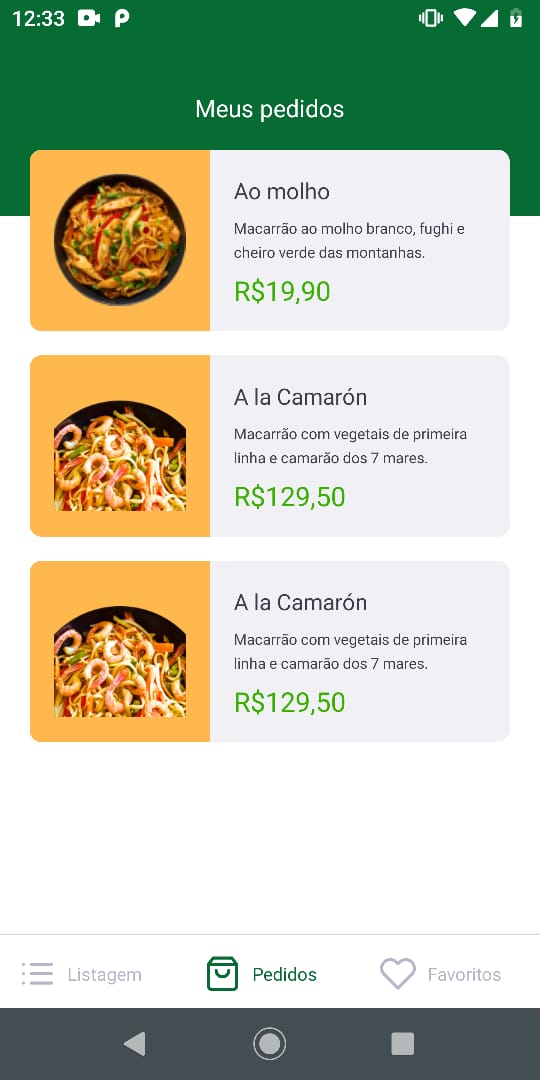 12:33
Meus pedidos
Ao molho
Macarrão ao molho branco, fughi e
cheiro verde das montanhas.
R$19,90
A la Camarón
Macarrão com vegetais de primeira
linha e camarão dos 7 mares.
R$129,50
A la Camarón
Macarrão com vegetais de primeira
linha e camarão dos 7 mares.
R$129,50
Listagem Pedidos Favoritos